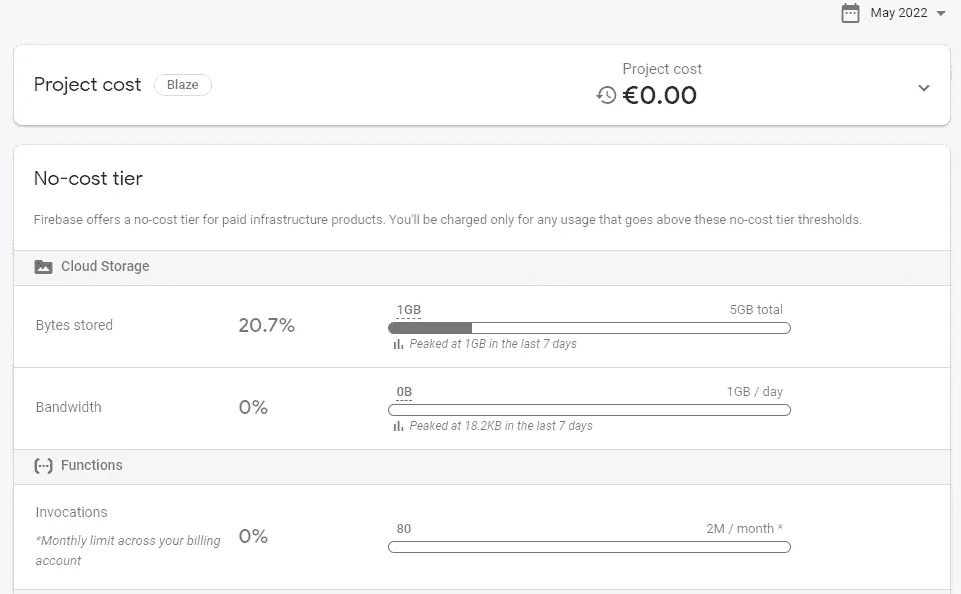 May 2022
Project cost Blaze
Project cost
€0.00
No-cost tier
Firebase offers a no-cost tier for paid infrastructure products. You'll be charged only for any usage that goes above these no-cost tier thresholds.
Cloud Storage
Bytes stored
20.7%
1GB
5GB total
Peaked at 1GB in the last 7 days
Bandwidth
0%
0B
1GB / day
Peaked at 18.2KB in the last 7 days
Functions
Invocations
*Monthly limit across your billing
account
0%
80
2M / month *